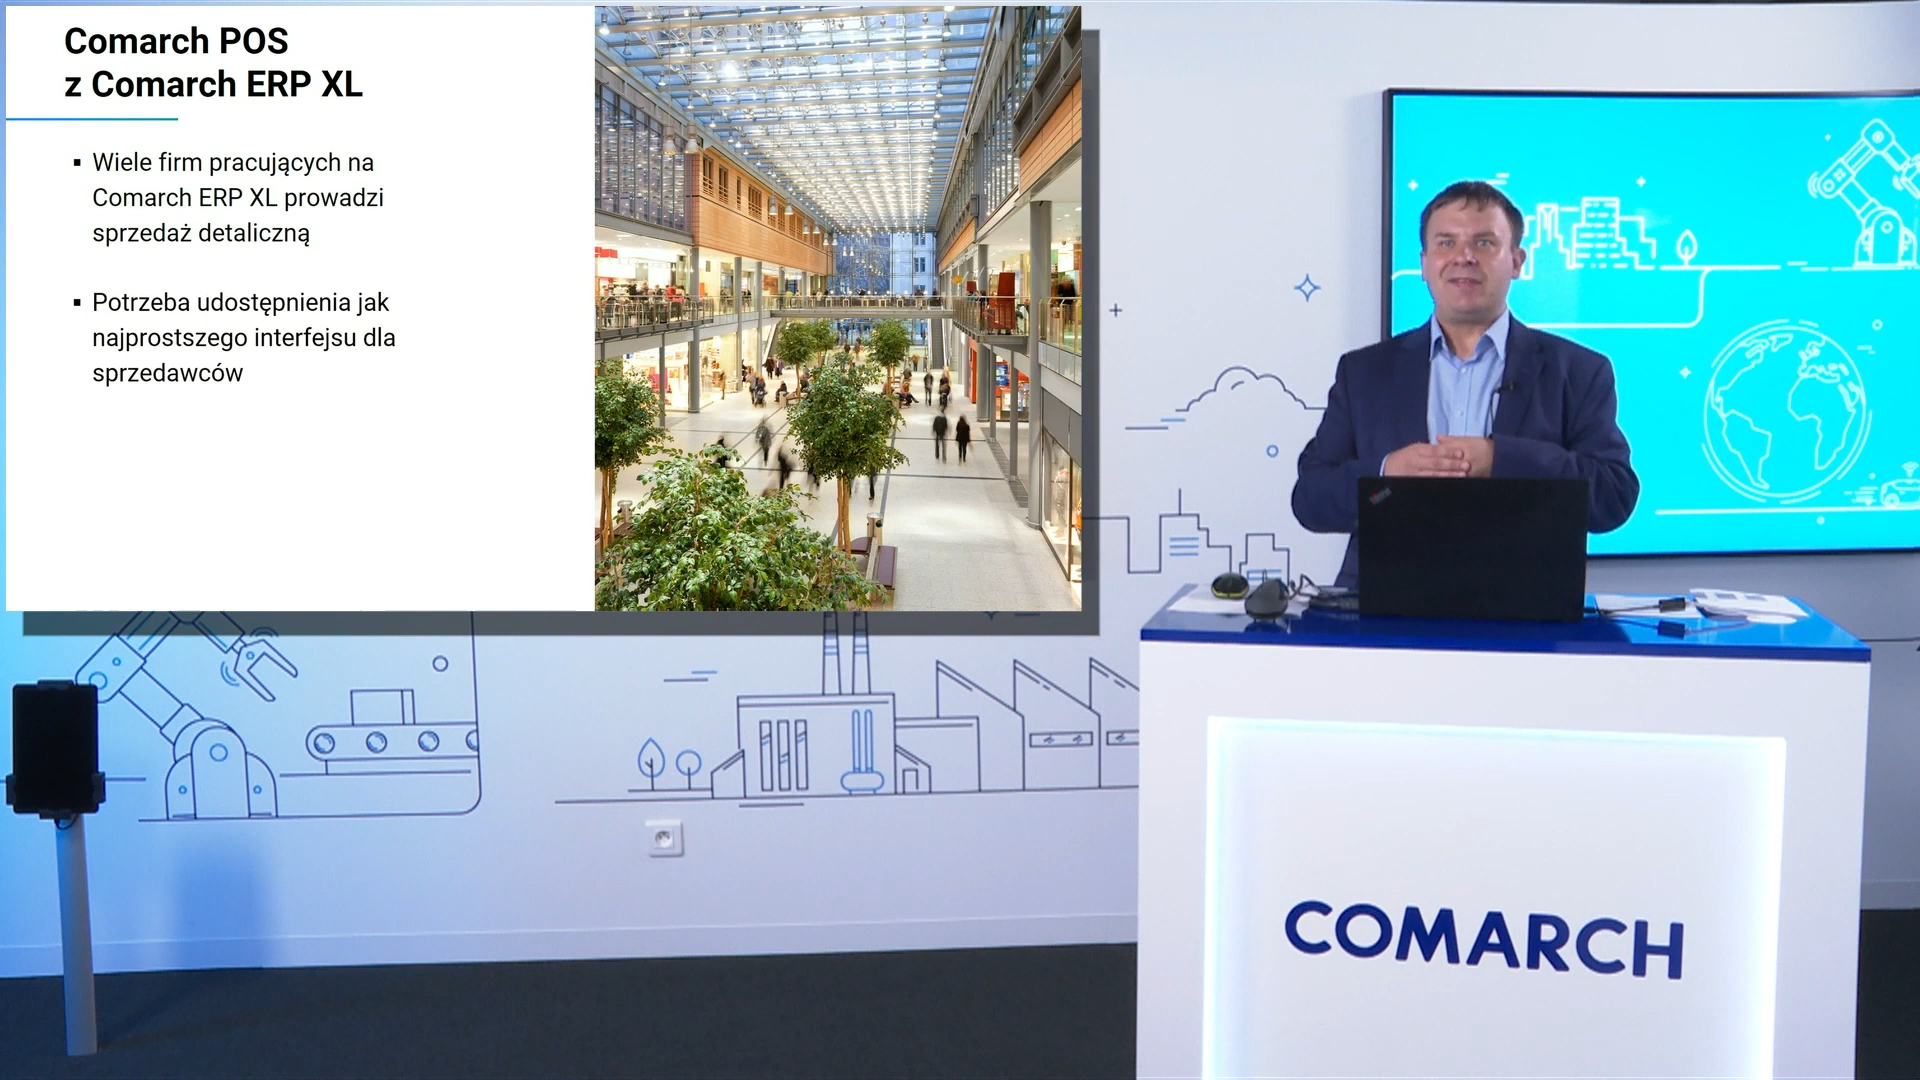 Comarch POS
z Comarch ERP XL
▪ Wiele firm pracujących na
Comarch ERP XL prowadzi
sprzedaż detaliczną
▪ Potrzeba udostępnienia jak
najprostszego interfejsu dla
sprzedawców
COMARCH